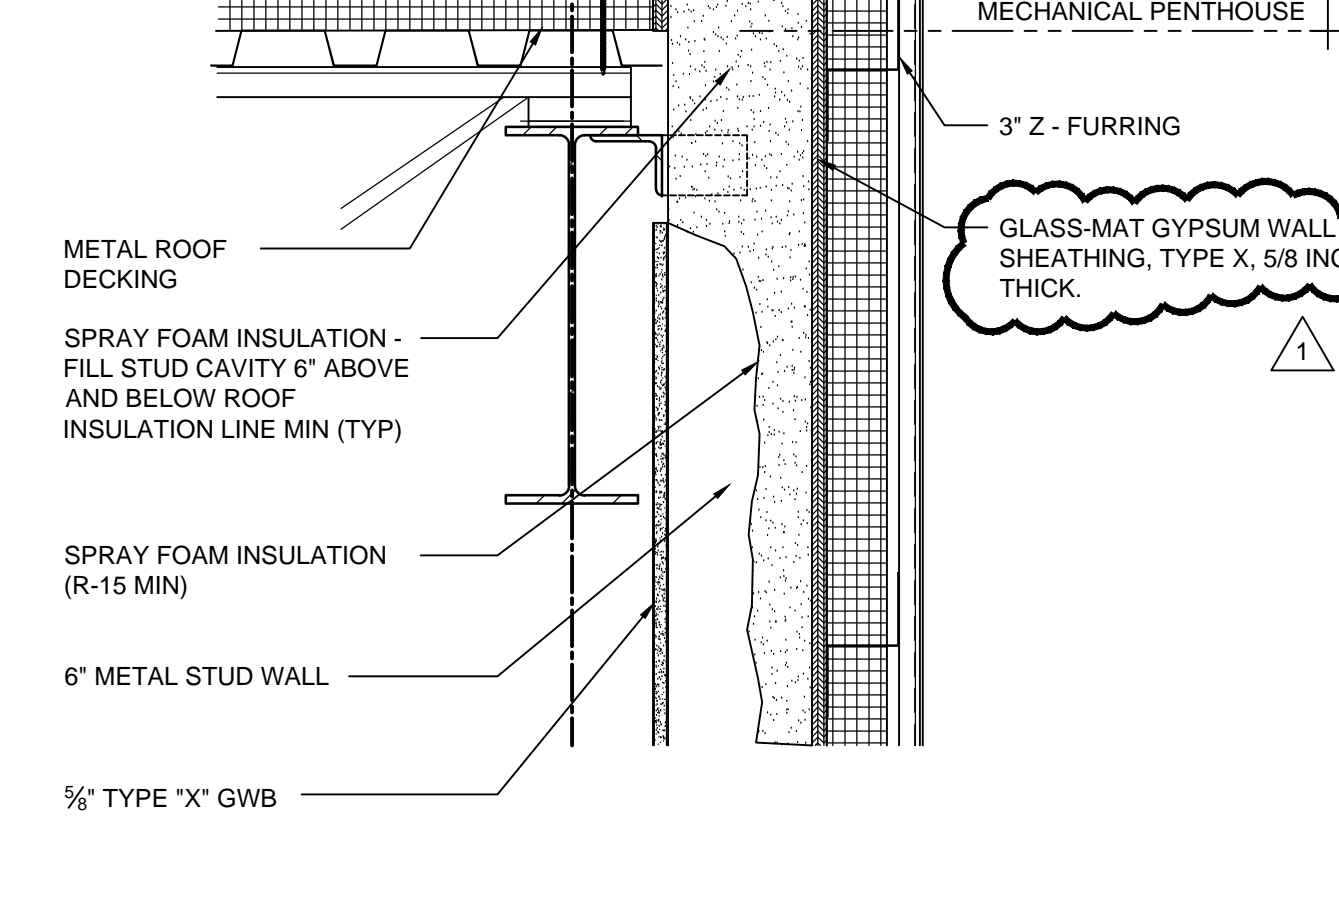 MECHANICAL PENTHOUSE
3" Z - FURRING
GLASS-MAT GYPSUM WALL
SHEATHING, TYPE X, 5/8 INC
THICK.
1
METAL ROOF
DECKING
SPRAY FOAM INSULATION -
FILL STUD CAVITY 6" ABOVE
AND BELOW ROOF
INSULATION LINE MIN (TYP)
SPRAY FOAM INSULATION
(R-15 MIN)
6" METAL STUD WALL
⅝" TYPE "X" GWB